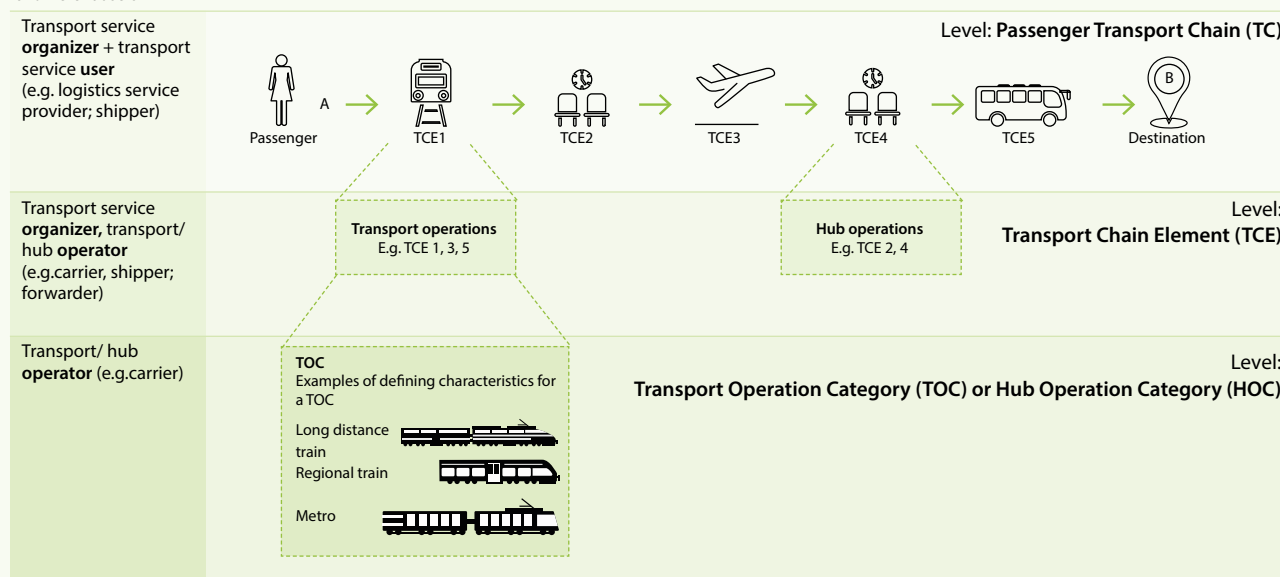 Transport service
organizer + transport
service user
(e.g. logistics service
provider; shipper)
Level: Passenger Transport Chain (TC)
A
B
Passenger
TCE1
TCE2
TCE3
TCE4
TCE5
Destination
Transport service
organizer, transport/
hub operator
(e.g.carrier, shipper;
forwarder)
Transport operations
E.g. TCE 1, 3, 5
Hub operations
E.g. TCE 2, 4
Level:
Transport Chain Element (TCE)
Transport/ hub
operator (e.g.carrier)
TOC
Examples of defining characteristics for
a TOC
Long distance
train
Regional train
Metro
Level:
Transport Operation Category (TOC) or Hub Operation Category (HOC)